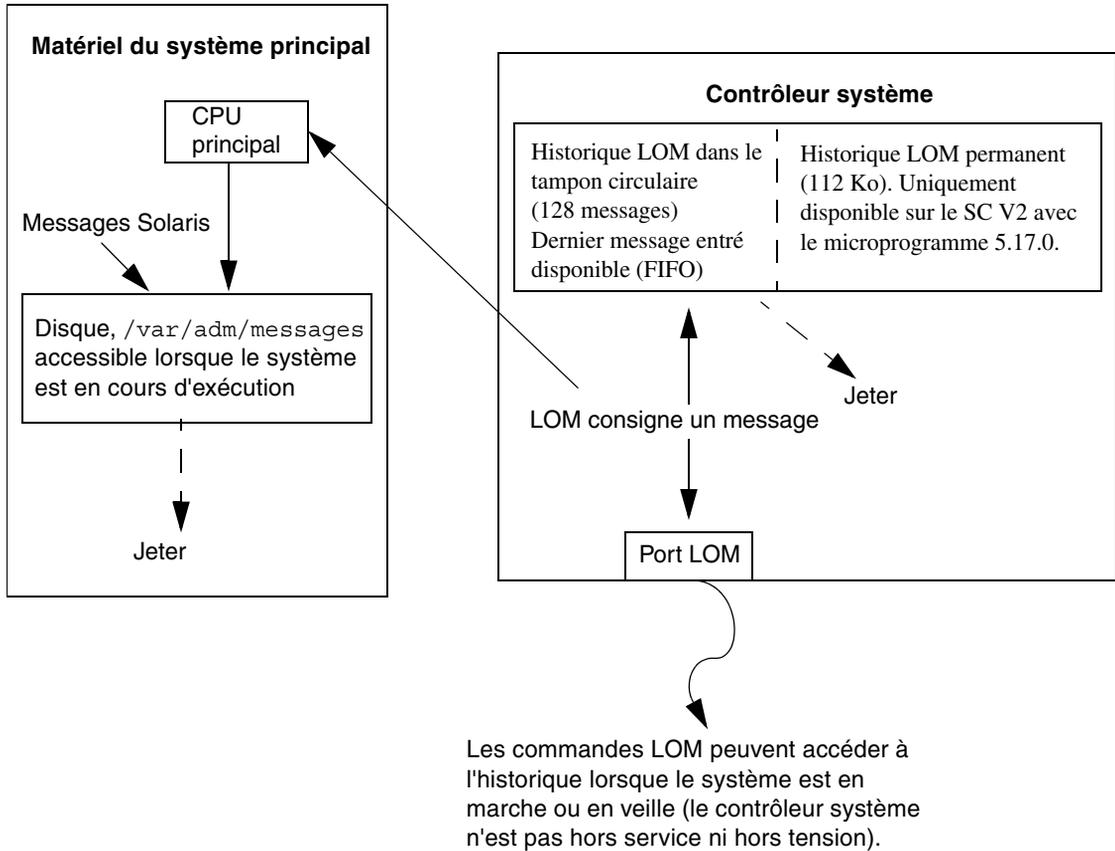 Matériel du système principal
CPU
principal
Messages Solaris
Disque, /var/adm/messages
accessible lorsque le système
est en cours d'exécution
Jeter
Contrôleur système
Historique LOM dans le
tampon circulaire
(128 messages)
Dernier message entré
disponible (FIFO)
Historique LOM permanent
(112 Ko). Uniquement
disponible sur le SC V2 avec
le microprogramme 5.17.0.
Jeter
LOM consigne un message
Port LOM
Les commandes LOM peuvent accéder à
l'historique lorsque le système est en
marche ou en veille (le contrôleur système
n'est pas hors service ni hors tension).